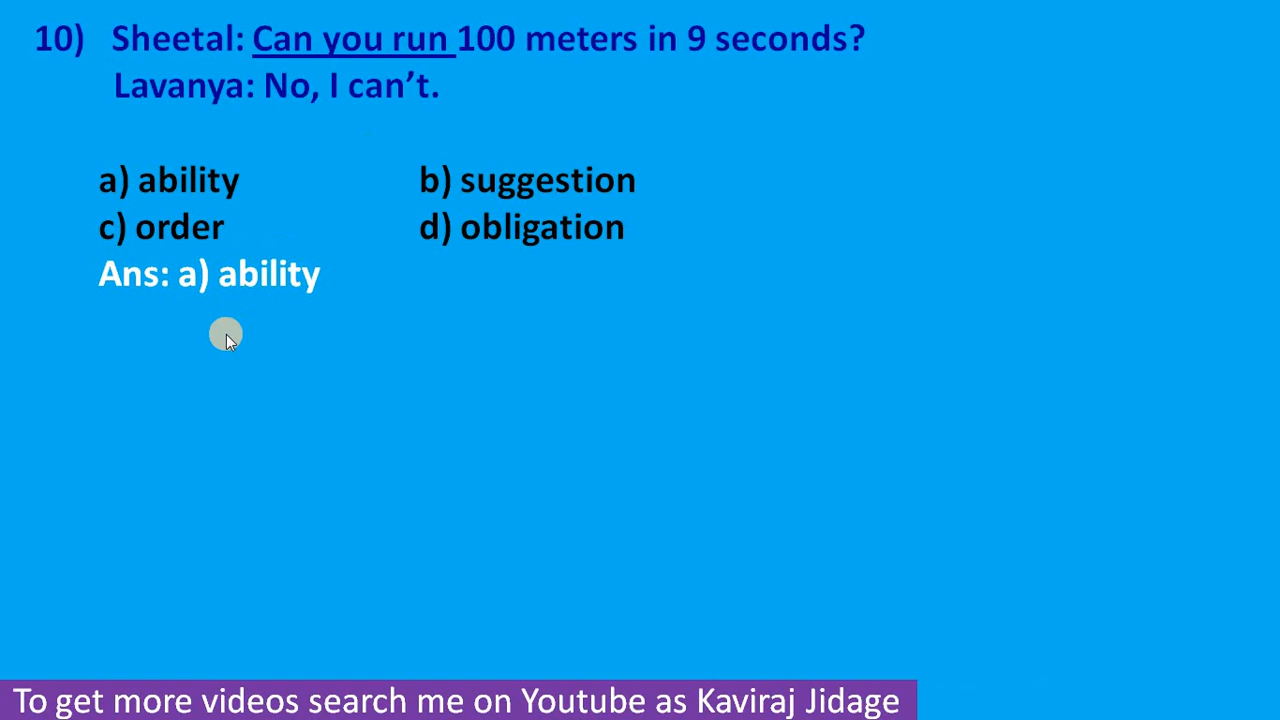 10) Sheetal: Can you run 100 meters in 9 seconds?
Lavanya: No, I can’t.
a) ability b) suggestion
c) order d) obligation
Ans: a) ability
To get more videos search me on Youtube as Kaviraj Jidage